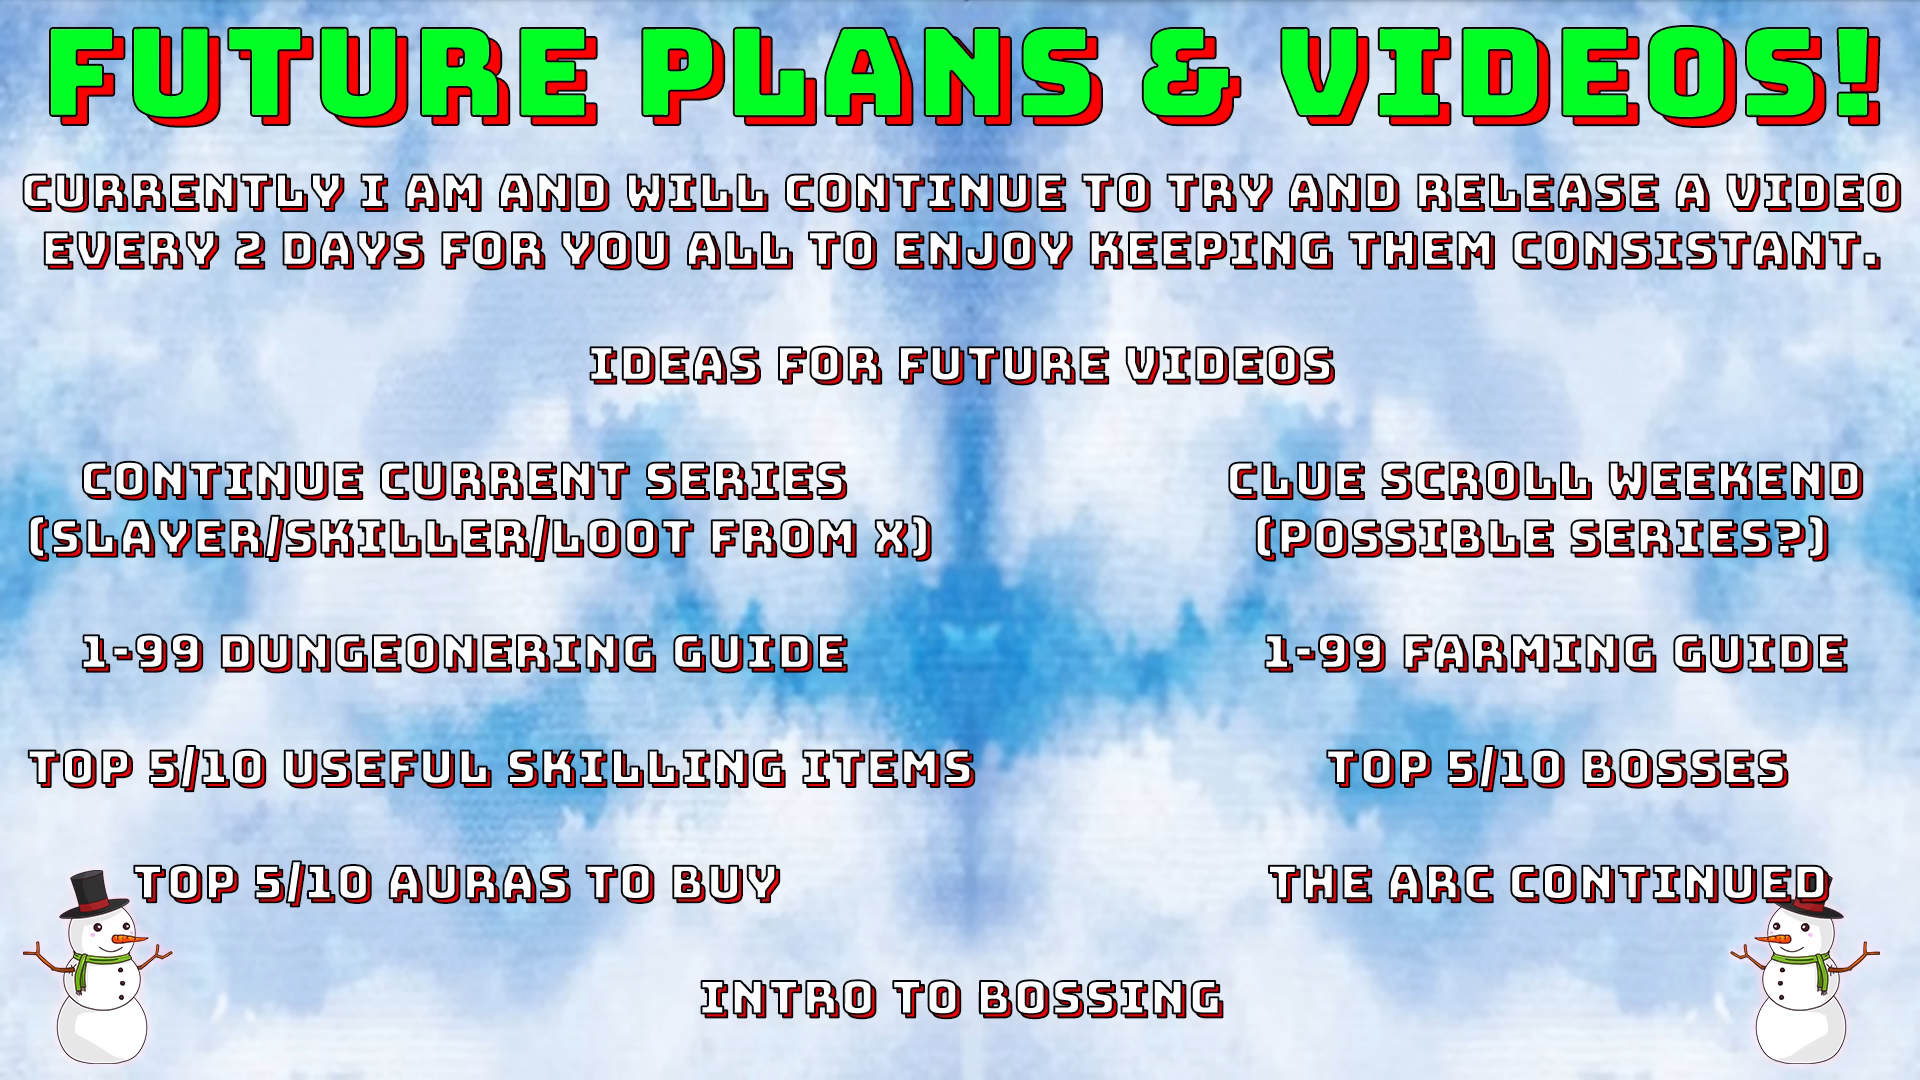 FUTURE PLANS & VIDEOS!
CURRENTLY I AM AND WILL CONTINUE TO TRY AND RELEASE A VIDEO
EVERY 2 DAYS FOR YOU ALL TO ENJOY KEEPING THEM CONSISTANT.
IDEAS FOR FUTURE VIDEOS
CONTINUE CURRENT SERIES
(SLAYER/SKILLER/LOOT FROM X)
CLUE SCROLL WEEKEND
(POSSIBLE SERIES?)
1-99 DUNGEONERING GUIDE
1-99 FARMING GUIDE
TOP 5/10 USEFUL SKILLING ITEMS
TOP 5/10 BOSSES
TOP 5/10 AURAS TO BUY
THE ARC CONTINUED
INTRO TO BOSSING